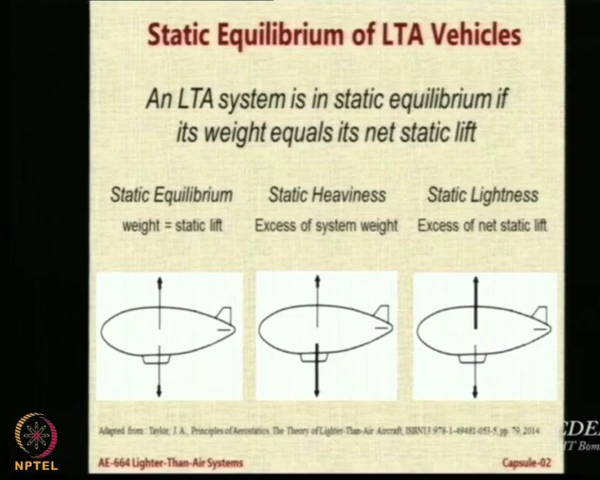 Static Equilibrium of LTA Vehicles
An LTA system is in static equilibrium if
its weight equals its net static lift
Static Equilibrium
weight = static lift
Static Heaviness
Excess of system weight
Static Lightness
Excess of net static lift
Adapted from: Taylor, J. A., Principles of Aerostatics, The Theory of Lighter-Than-Air Aircraft, ISBN13: 978-1-49481-053-5, pp. 79, 2014.
CDEE
IIT Bom
NPTEL
AE-664 Lighter-Than-Air Systems
Capsule-02